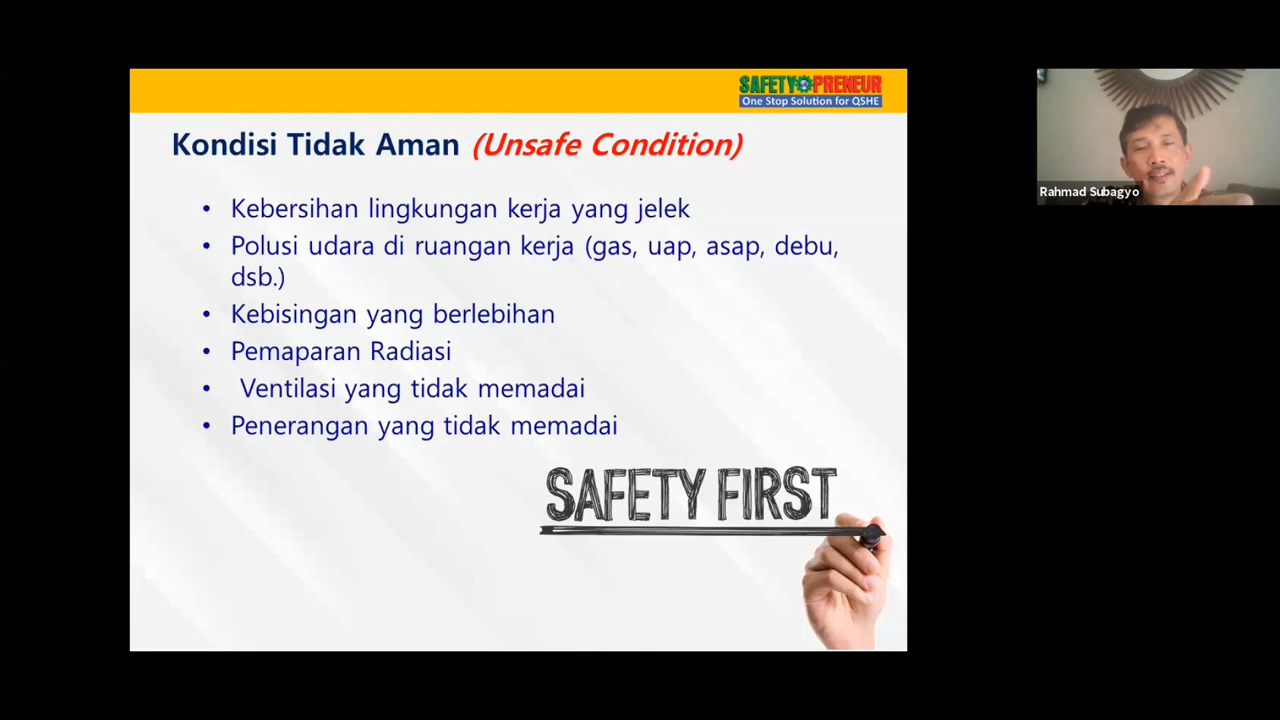 SAFETY PRENEUR
One Stop Solution for QSHE
Kondisi Tidak Aman (Unsafe Condition)
• Kebersihan lingkungan kerja yang jelek
• Polusi udara di ruangan kerja (gas, uap, asap, debu,
dsb.)
• Kebisingan yang berlebihan
• Pemaparan Radiasi
• Ventilasi yang tidak memadai
• Penerangan yang tidak memadai
SAFETY FIRST
Rahmad Subagyo